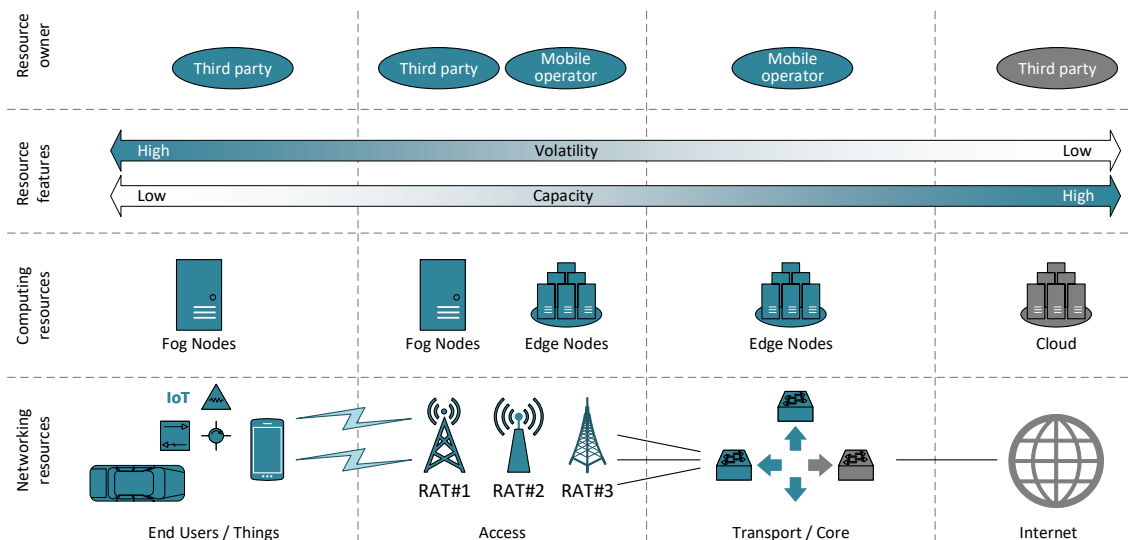 Resource
owner
Third party
Third party
Mobile
operator
Mobile
operator
Third party
Resource
features
High
Volatility
Low
Low
Capacity
High
Computing
resources
Fog Nodes
Fog Nodes
Edge Nodes
Edge Nodes
Cloud
Networking
resources
IoT
RAT#1
RAT#2
RAT#3
End Users / Things
Access
Transport / Core
Internet